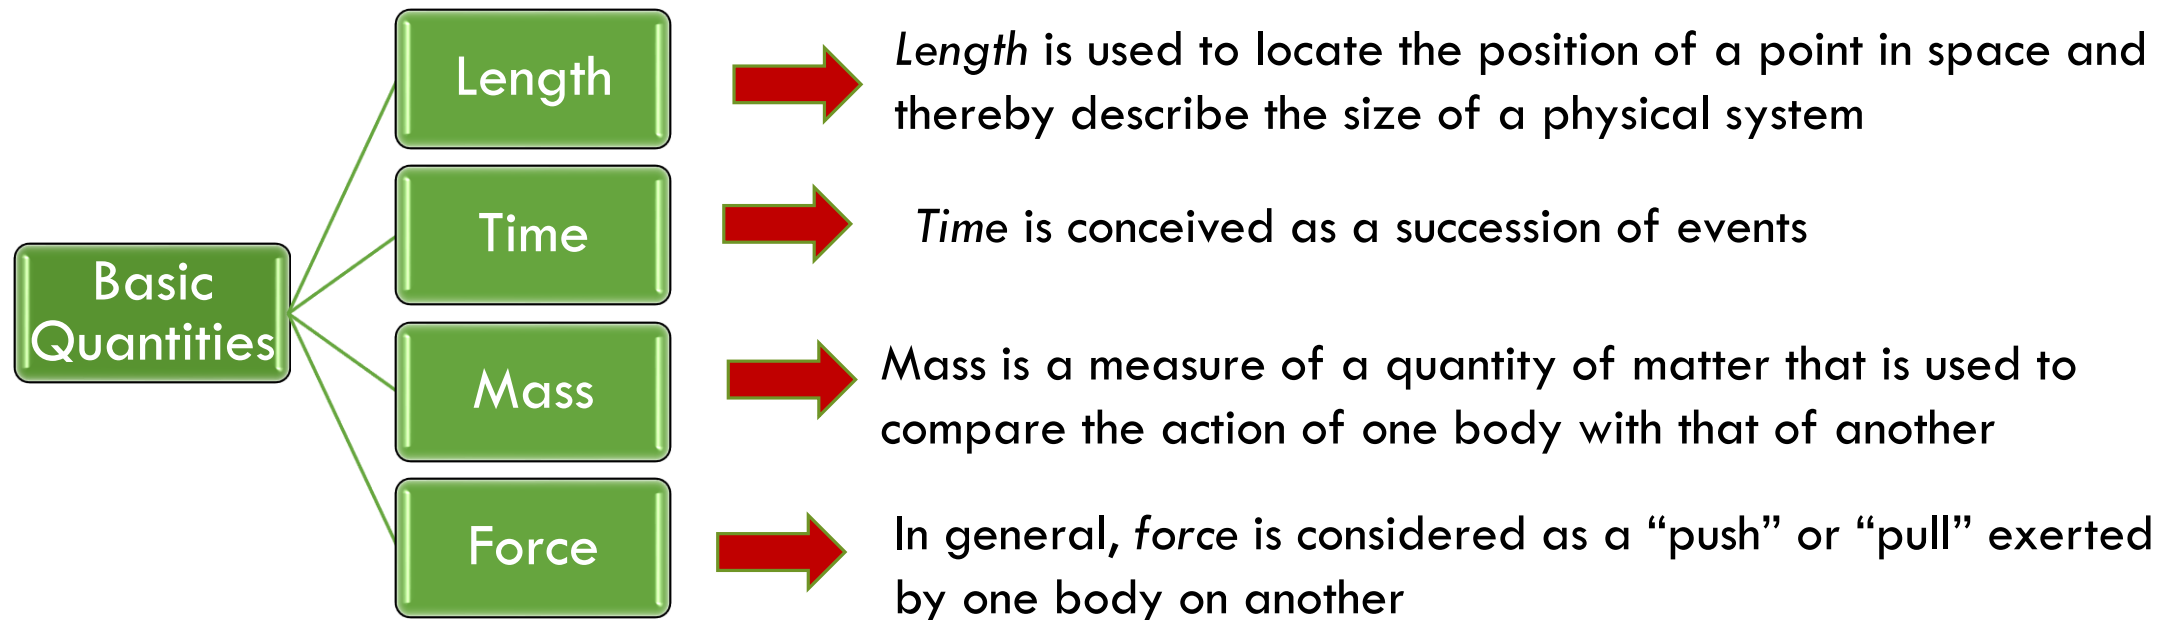 Length
Length is used to locate the position of a point in space and
thereby describe the size of a physical system
Time
Time is conceived as a succession of events
Basic
Quantities
Mass
Mass is a measure of a quantity of matter that is used to
compare the action of one body with that of another
Force
In general, force is considered as a “push” or “pull” exerted
by one body on another